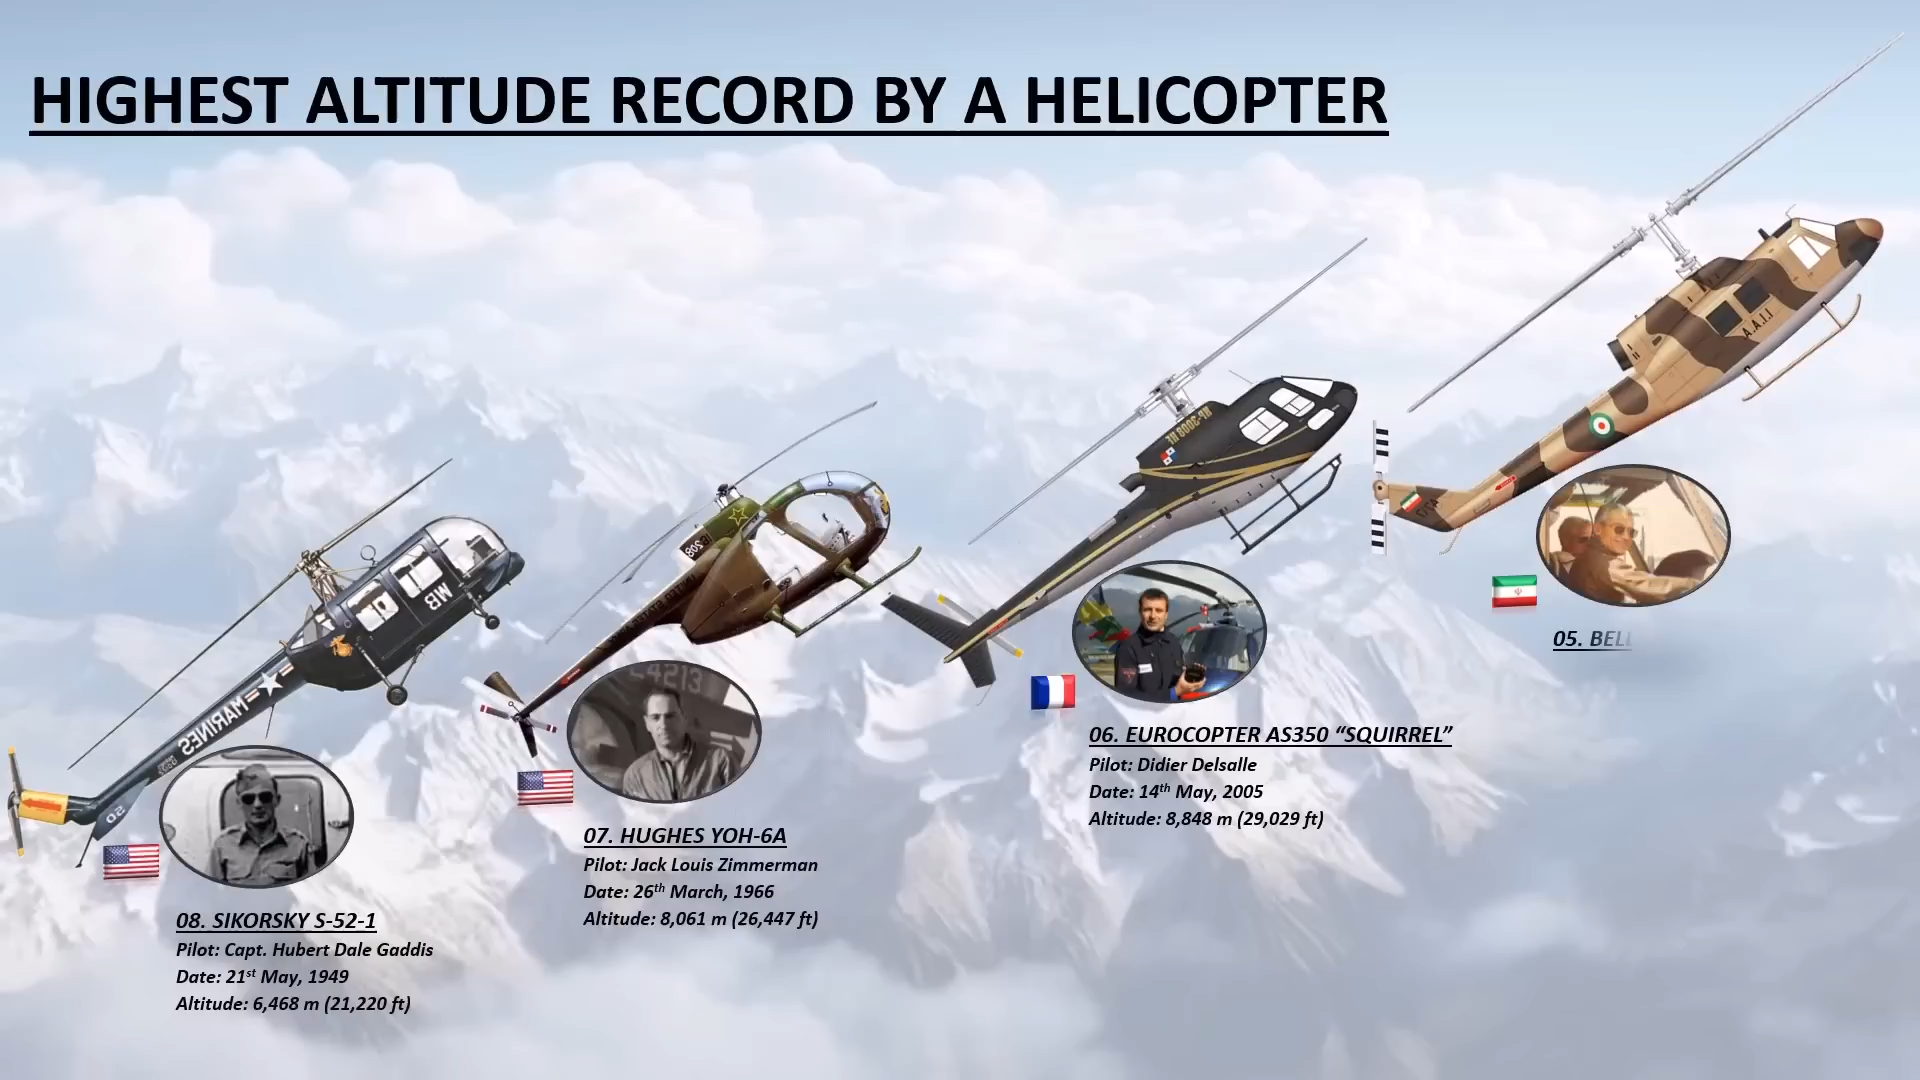 HIGHEST ALTITUDE RECORD BY A HELICOPTER
08. SIKORSKY S-52-1
Pilot: Capt. Hubert Dale Gaddis
Date: 21st May, 1949
Altitude: 6,468 m (21,220 ft)
07. HUGHES YOH-6A
Pilot: Jack Louis Zimmerman
Date: 26th March, 1966
Altitude: 8,061 m (26,447 ft)
06. EUROCOPTER AS350 “SQUIRREL”
Pilot: Didier Delsalle
Date: 14th May, 2005
Altitude: 8,848 m (29,029 ft)
05. BELL
MARINES
MB
I.I.A.A
4213